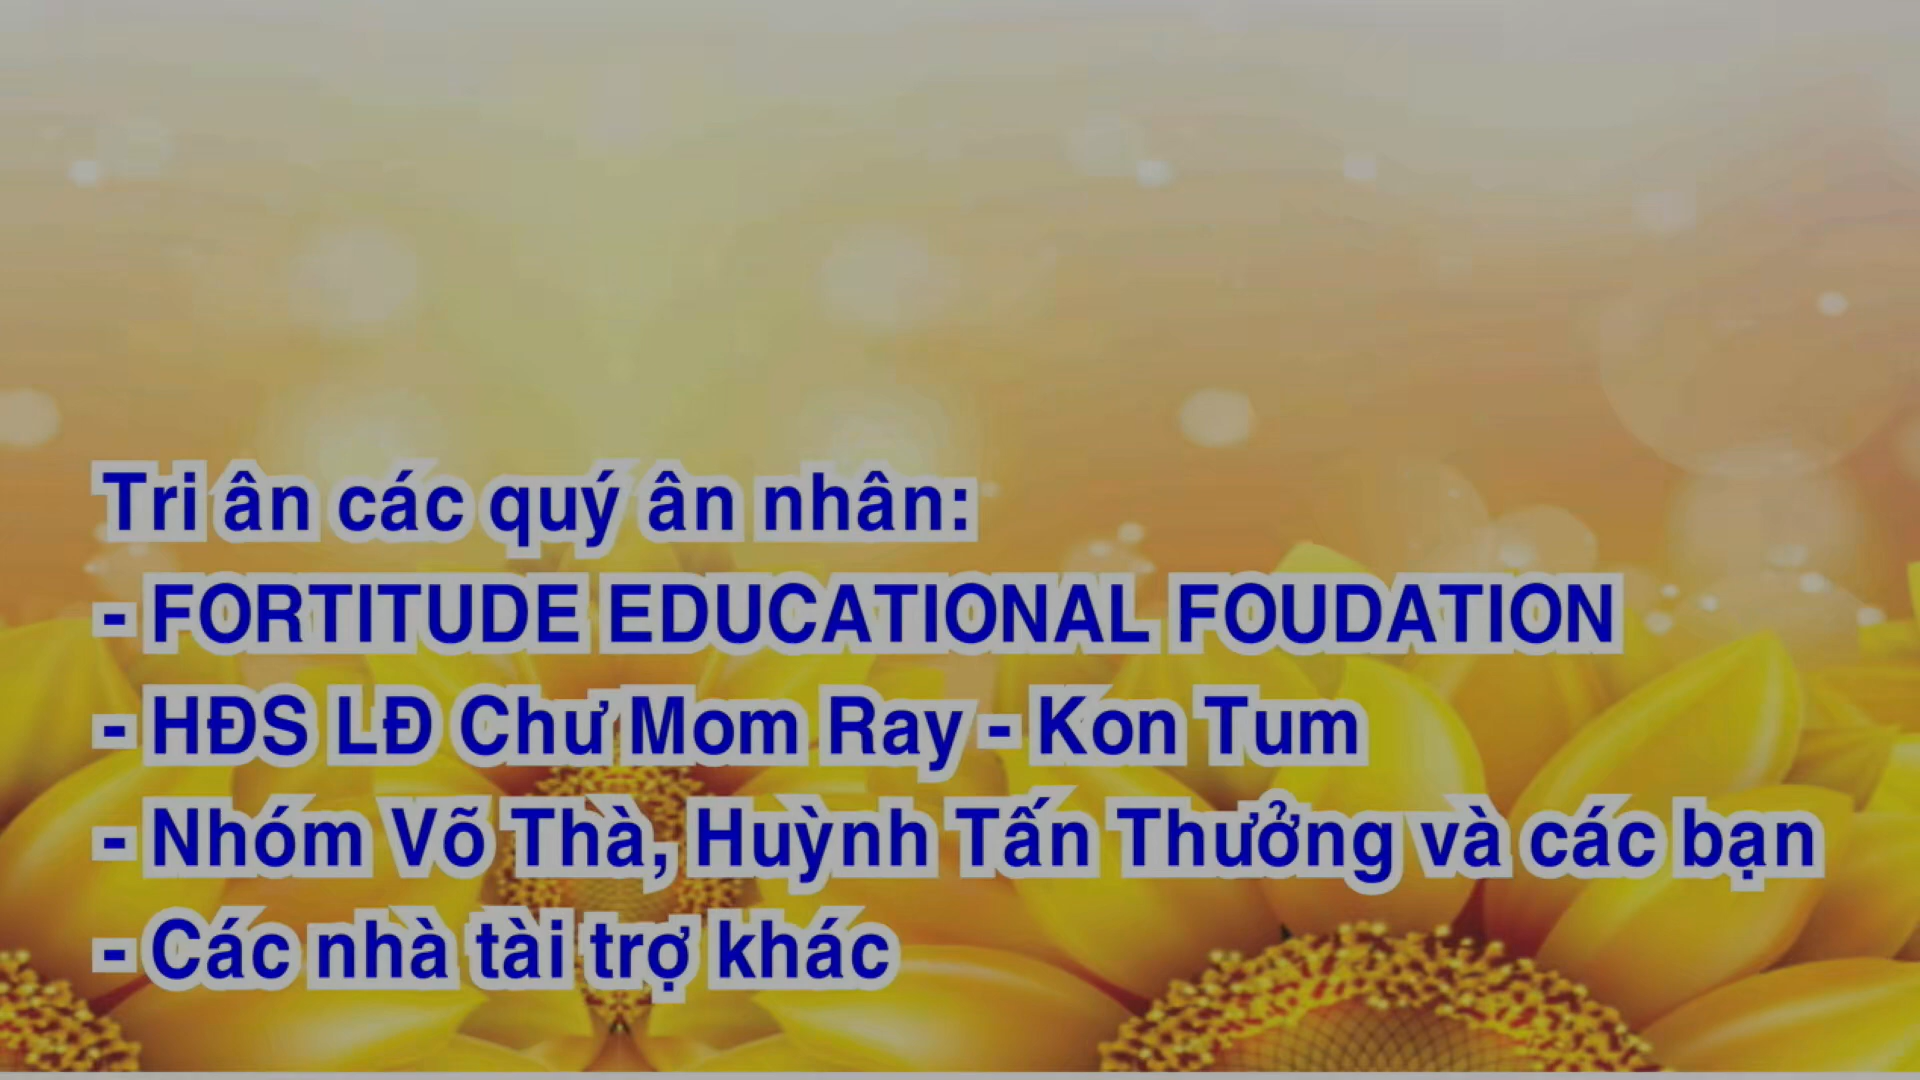 Tri ân các quý ân nhân:
- FORTITUDE EDUCATIONAL FOUDATION
- HĐS LĐ Chư Mom Ray - Kon Tum
- Nhóm Võ Thà, Huỳnh Tấn Thưởng và các bạn
- Các nhà tài trợ khác